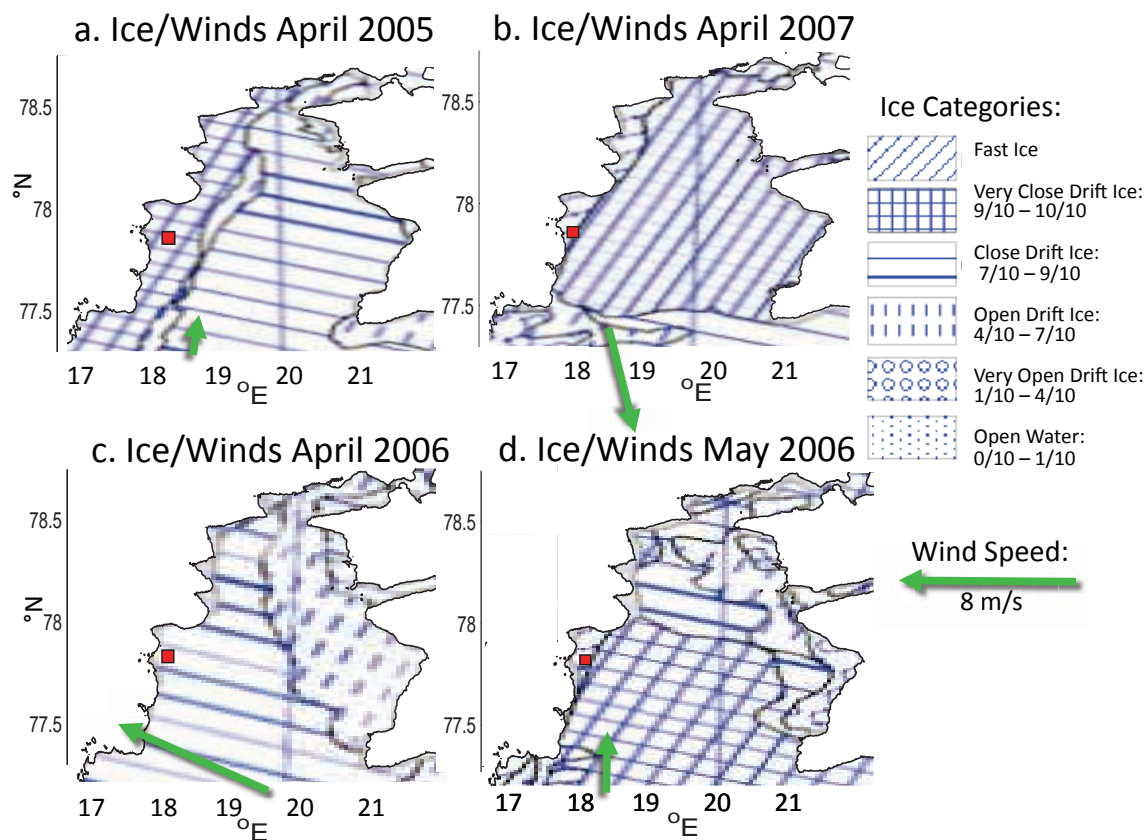 a. Ice/Winds April 2005
b. Ice/Winds April 2007
78.5
78
77.5
°N
17 18 19 20 21
°E
78.5
78
77.5
17 18 19 20 21
°E
Ice Categories:
Fast Ice
Very Close Drift Ice:
9/10 – 10/10
Close Drift Ice:
7/10 – 9/10
Open Drift Ice:
4/10 – 7/10
Very Open Drift Ice:
1/10 – 4/10
Open Water:
0/10 – 1/10
c. Ice/Winds April 2006
d. Ice/Winds May 2006
78.5
78
77.5
°N
17 18 19 20 21
°E
78.5
78
77.5
17 18 19 20 21
°E
Wind Speed:
8 m/s